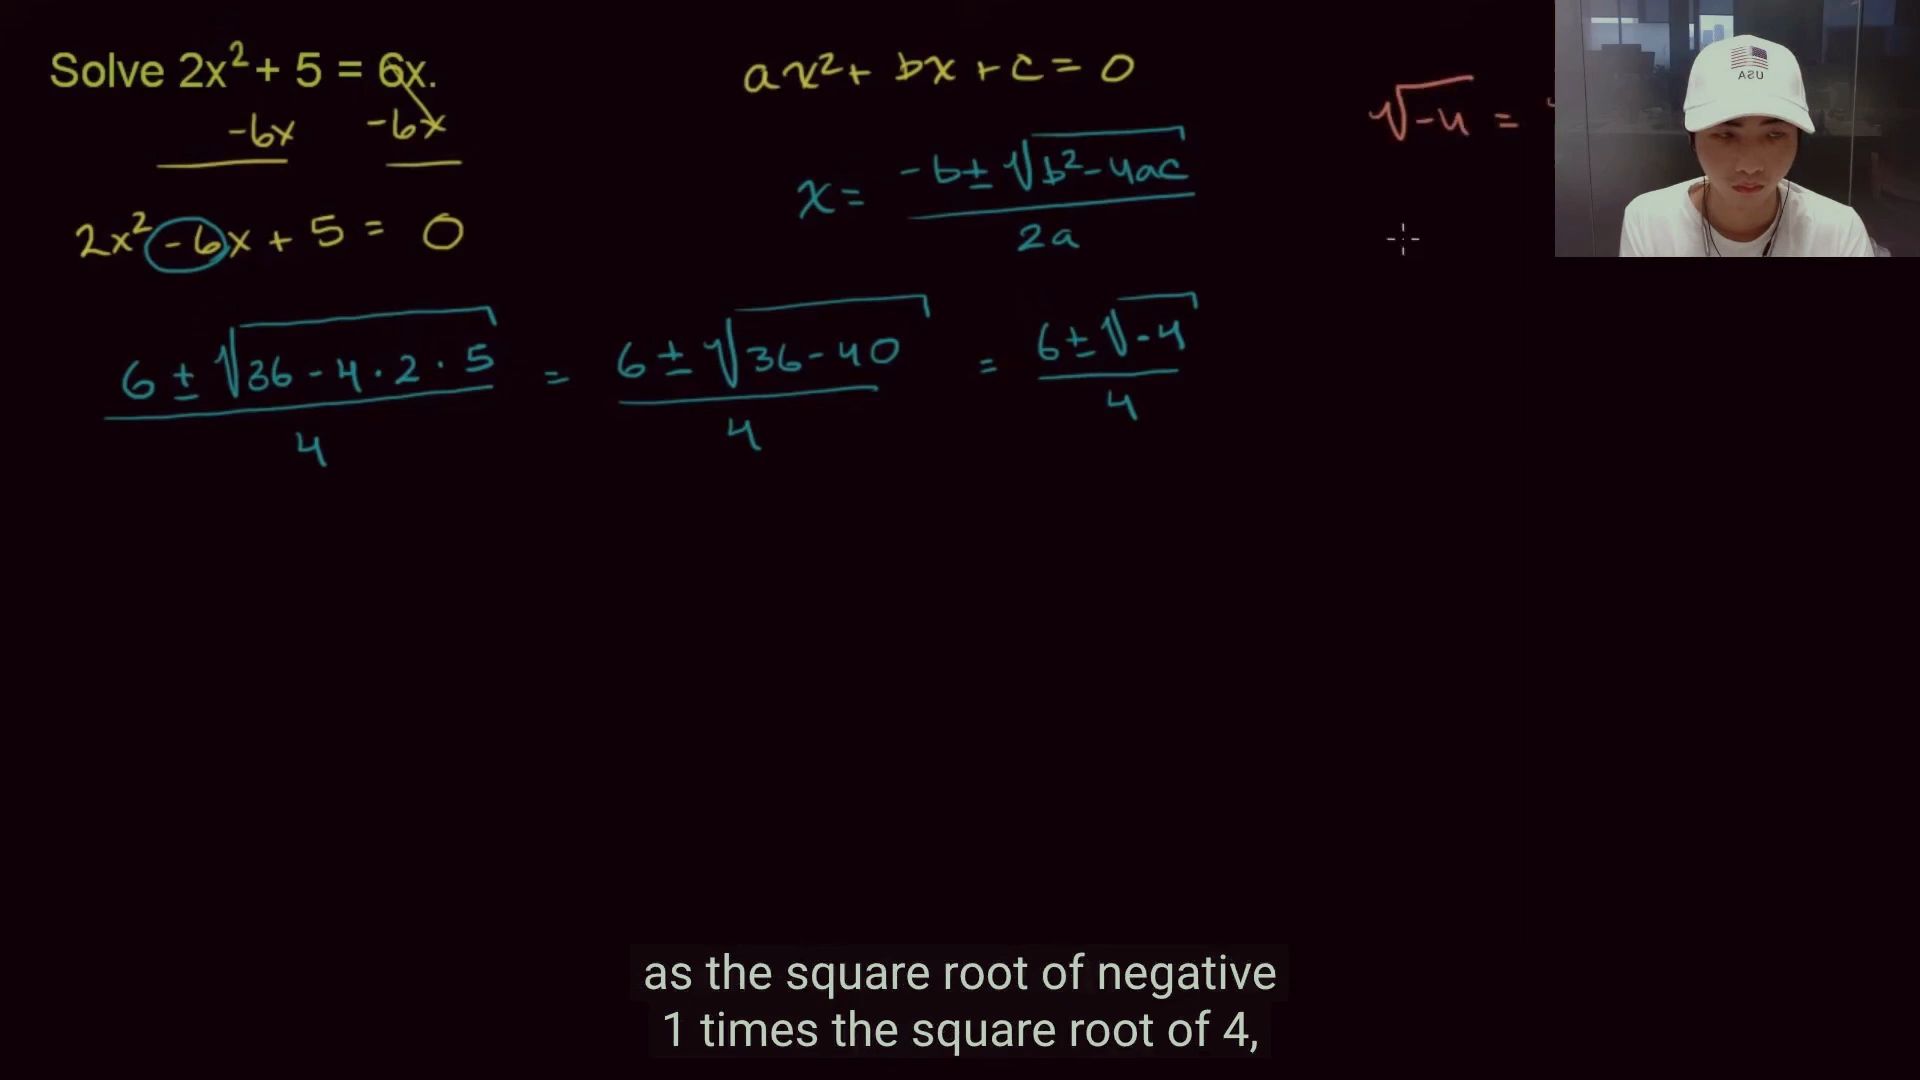 Solve 2x² + 5 = 6x.
-6x -6x
2x² - 6x + 5 = 0
ax² + bx + c = 0
x = -b ± √b² - 4ac
2a
√-4 =
USA
6 ± √36 - 4 · 2 · 5 = 6 ± √36 - 40 = 6 ± √-4
4 4 4
as the square root of negative
1 times the square root of 4,